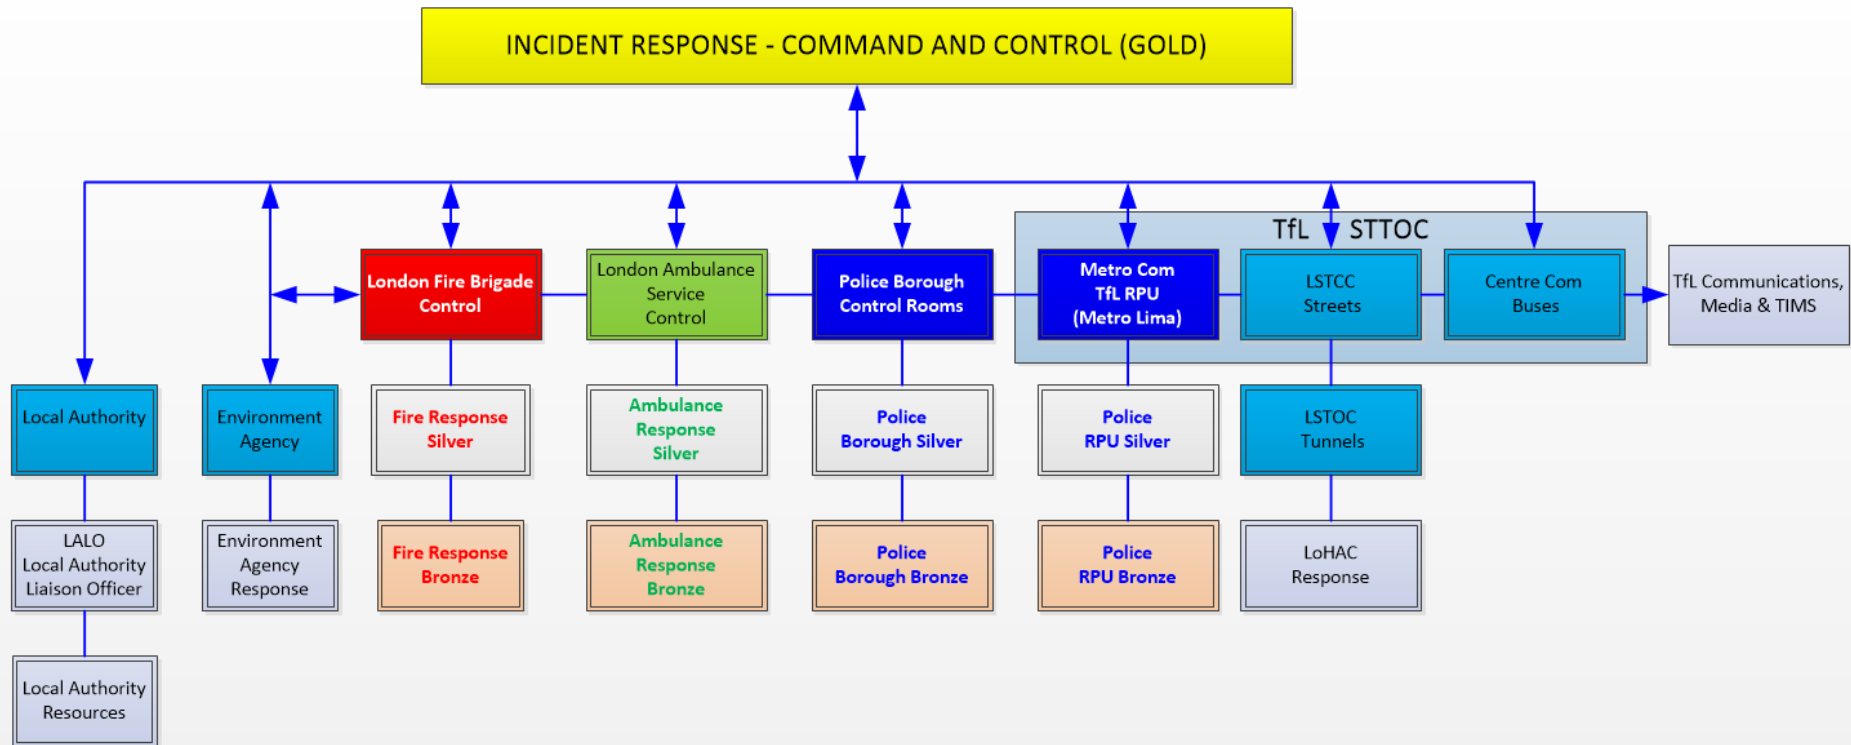 INCIDENT RESPONSE - COMMAND AND CONTROL (GOLD)
TfL STTOC
London Fire Brigade
Control
London Ambulance
Service
Control
Police Borough
Control Rooms
Metro Com
TfL RPU
(Metro Lima)
LSTCC
Streets
Centre Com
Buses
TfL Communications,
Media & TIMS
Local Authority
Environment
Agency
Fire Response
Silver
Ambulance
Response
Silver
Police
Borough Silver
Police
RPU Silver
LSTOC
Tunnels
LALO
Local Authority
Liaison Officer
Environment
Agency
Response
Fire Response
Bronze
Ambulance
Response
Bronze
Police
Borough Bronze
Police
RPU Bronze
LoHAC
Response
Local Authority
Resources